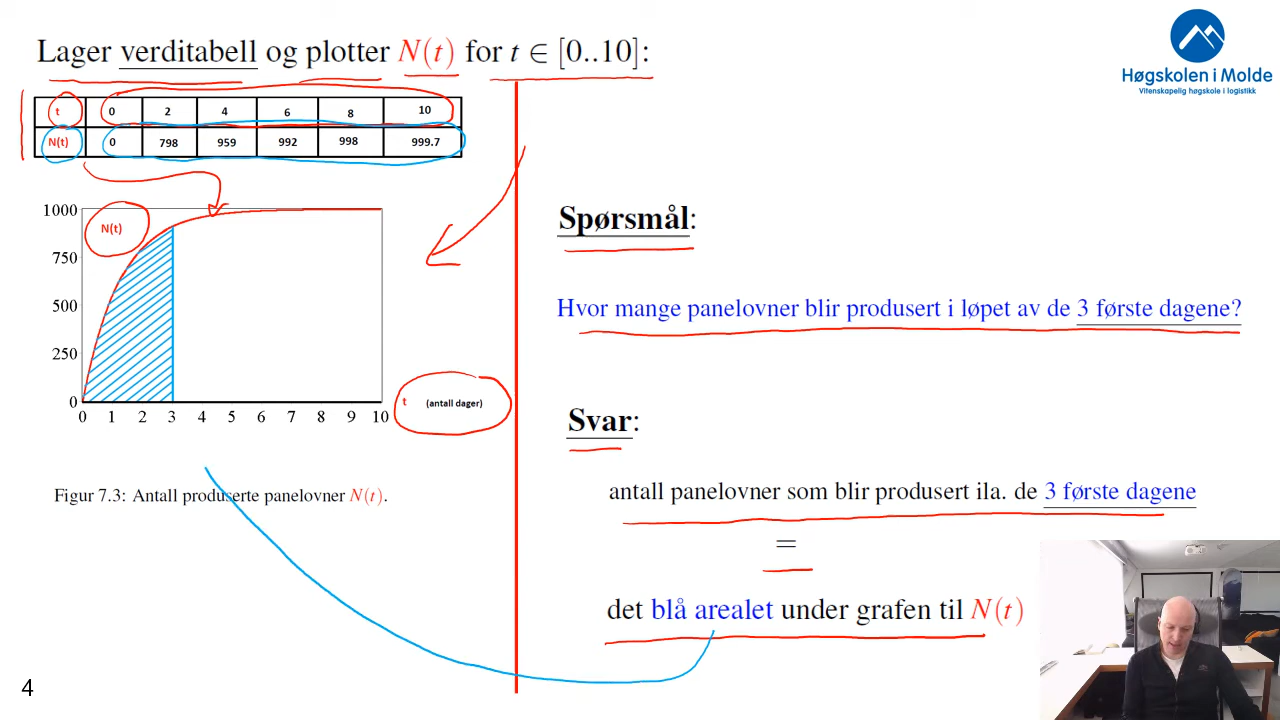 Lager verditabell og plotter N(t) for t ∈ [0..10]:
Høgskolen i Molde
Vitenskapelig høgskole i logistikk
t 0 2 4 6 8 10
N(t) 0 798 959 992 998 999.7
N(t)
1000
750
500
250
0
0 1 2 3 4 5 6 7 8 9 10
t (antall dager)
Figur 7.3: Antall produserte panelovner N(t).
Spørsmål:
Hvor mange panelovner blir produsert i løpet av de 3 første dagene?
Svar:
antall panelovner som blir produsert ila. de 3 første dagene
=
det blå arealet under grafen til N(t)
4